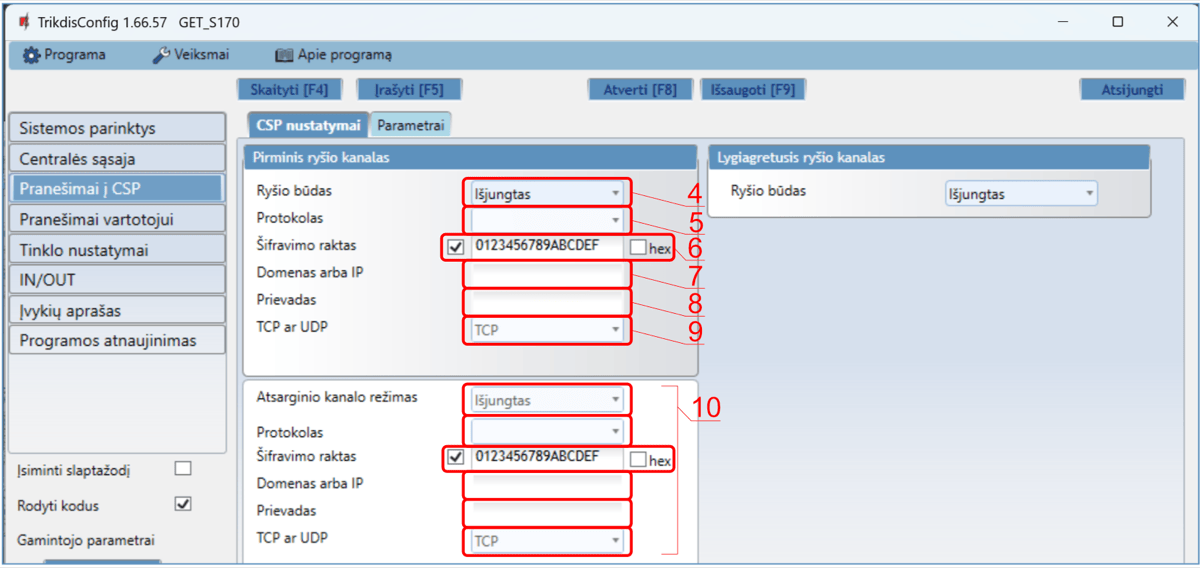 TrikdisConfig 1.66.57 GET_S170
Programa Veiksmai Apie programą
Skaityti [F4] Įrašyti [F5] Atverti [F8] Išsaugoti [F9] Atsijungti
Sistemos parinktys
Centralės sąsaja
Pranešimai į CSP
Pranešimai vartotojui
Tinklo nustatymai
IN/OUT
Įvykių aprašas
Programos atnaujinimas
Įsiminti slaptažodį
Rodyti kodus
Gamintojo parametrai
CSP nustatymai Parametrai
Pirminis ryšio kanalas
Ryšio būdas Išjungtas 4
Protokolas 5
Šifravimo raktas 0123456789ABCDEF hex 6
Domenas arba IP 7
Prievadas 8
TCP ar UDP TCP 9
Atsarginio kanalo režimas Išjungtas
10
Protokolas
Šifravimo raktas 0123456789ABCDEF hex
Domenas arba IP
Prievadas
TCP ar UDP TCP
Lygiagretusis ryšio kanalas
Ryšio būdas Išjungtas